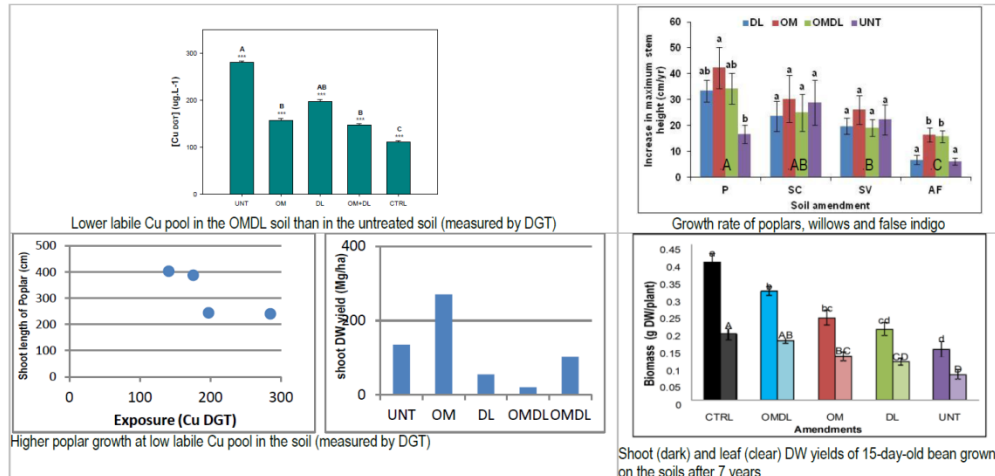 [Cu DGT] (ug.L-1)
300
200
100
0
A
***
B
***
AB
***
B
***
C
***
UNT OM DL OM+DL CTRL
Lower labile Cu pool in the OMDL soil than in the untreated soil (measured by DGT)
DL OM OMDL UNT
Increase in maximum stem height (cm/yr)
60
50
40
30
20
10
0
ab a ab b
a a a a
a a a a
a b b a
A AB B C
P SC SV AF
Soil amendment
Growth rate of poplars, willows and false indigo
Shoot length of Poplar (cm)
500
400
300
200
100
0
0 100 200 300
Exposure (Cu DGT)
shoot DW yield (Mg/ha)
400
200
0
UNT OM DL OMDL OMDL
Higher poplar growth at low labile Cu pool in the soil (measured by DGT)
Biomass (g DW/plant)
0.45
0.4
0.35
0.25
0.2
0.15
0.1
0.05
0
A
b AB
bc BC
cd CD
d D
CTRL OMDL OM DL UNT
Amendments
Shoot (dark) and leaf (clear) DW yields of 15-day-old bean grown
on the soils after 7 years